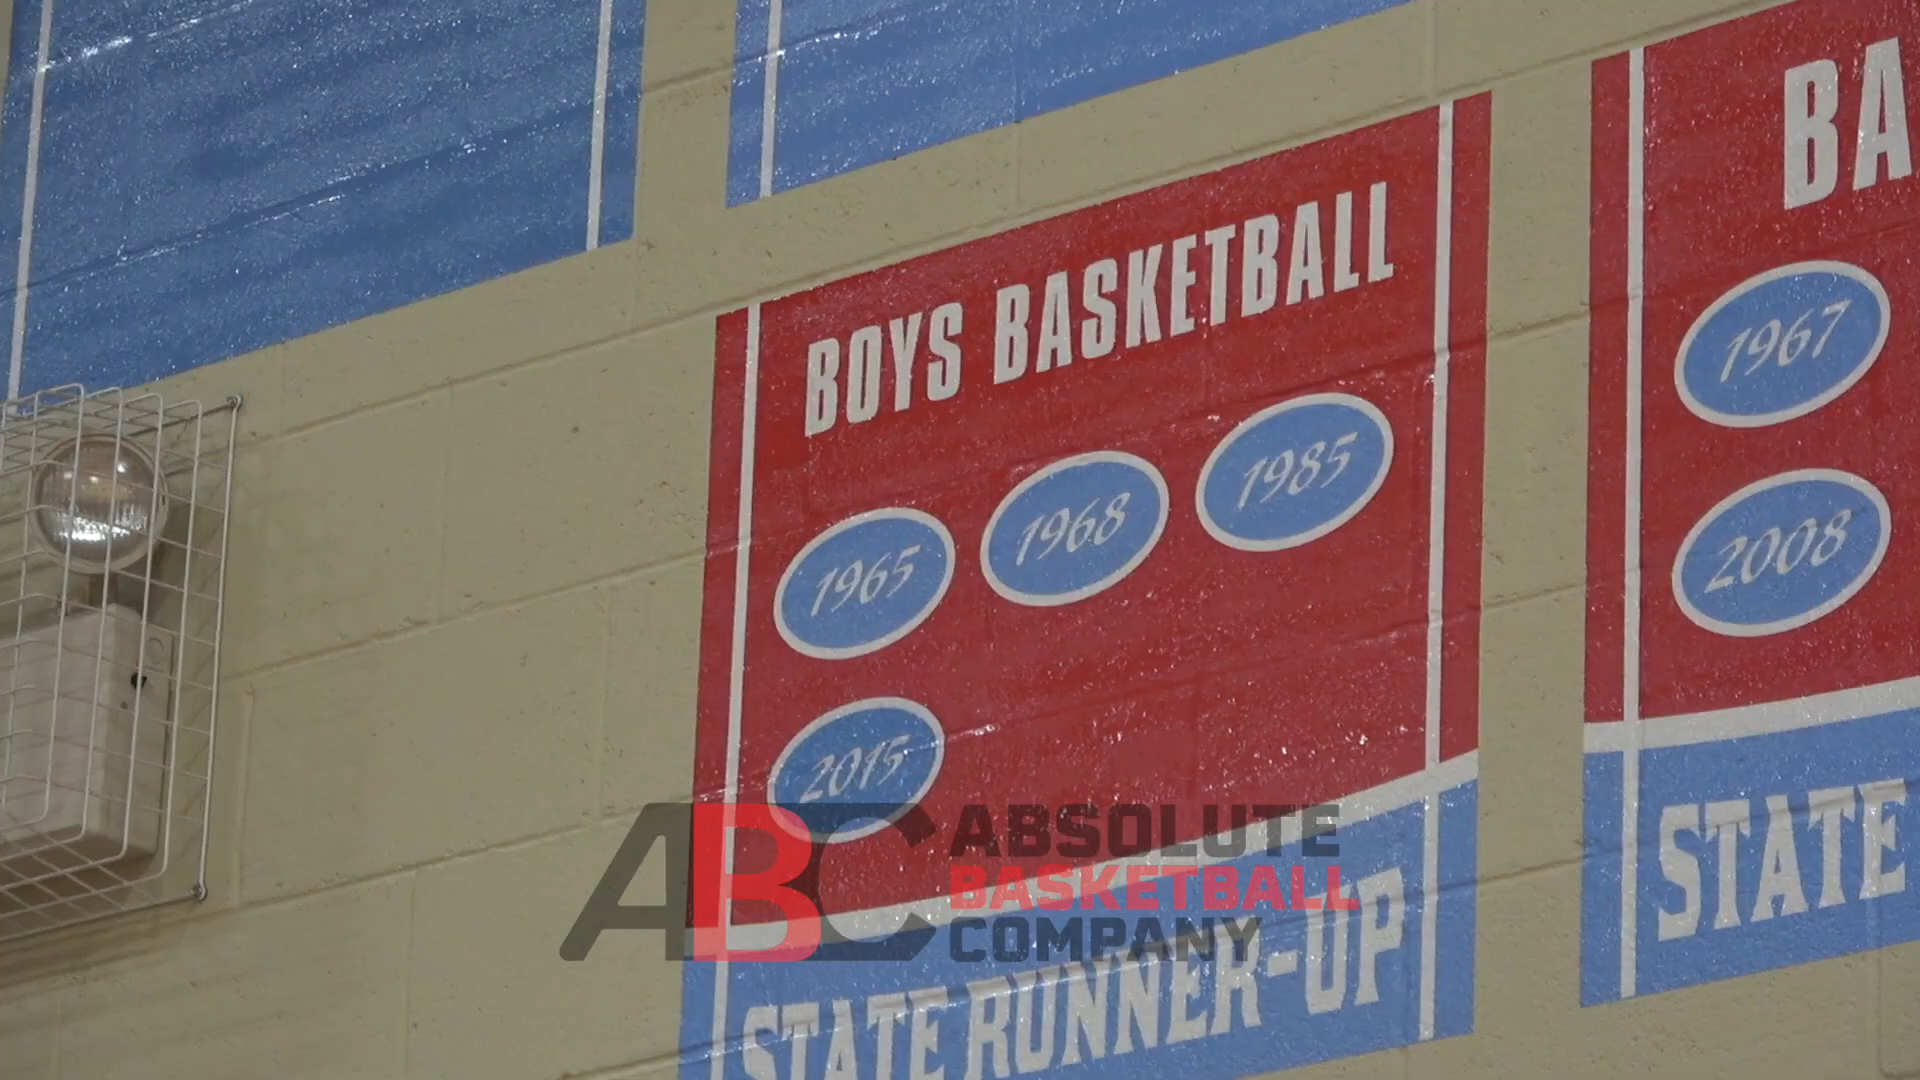 BOYS BASKETBALL
1965 1968 1985
2015
STATE RUNNER-UP
BA
1967
2008
STATE
ABC ABSOLUTE
BASKETBALL
COMPANY